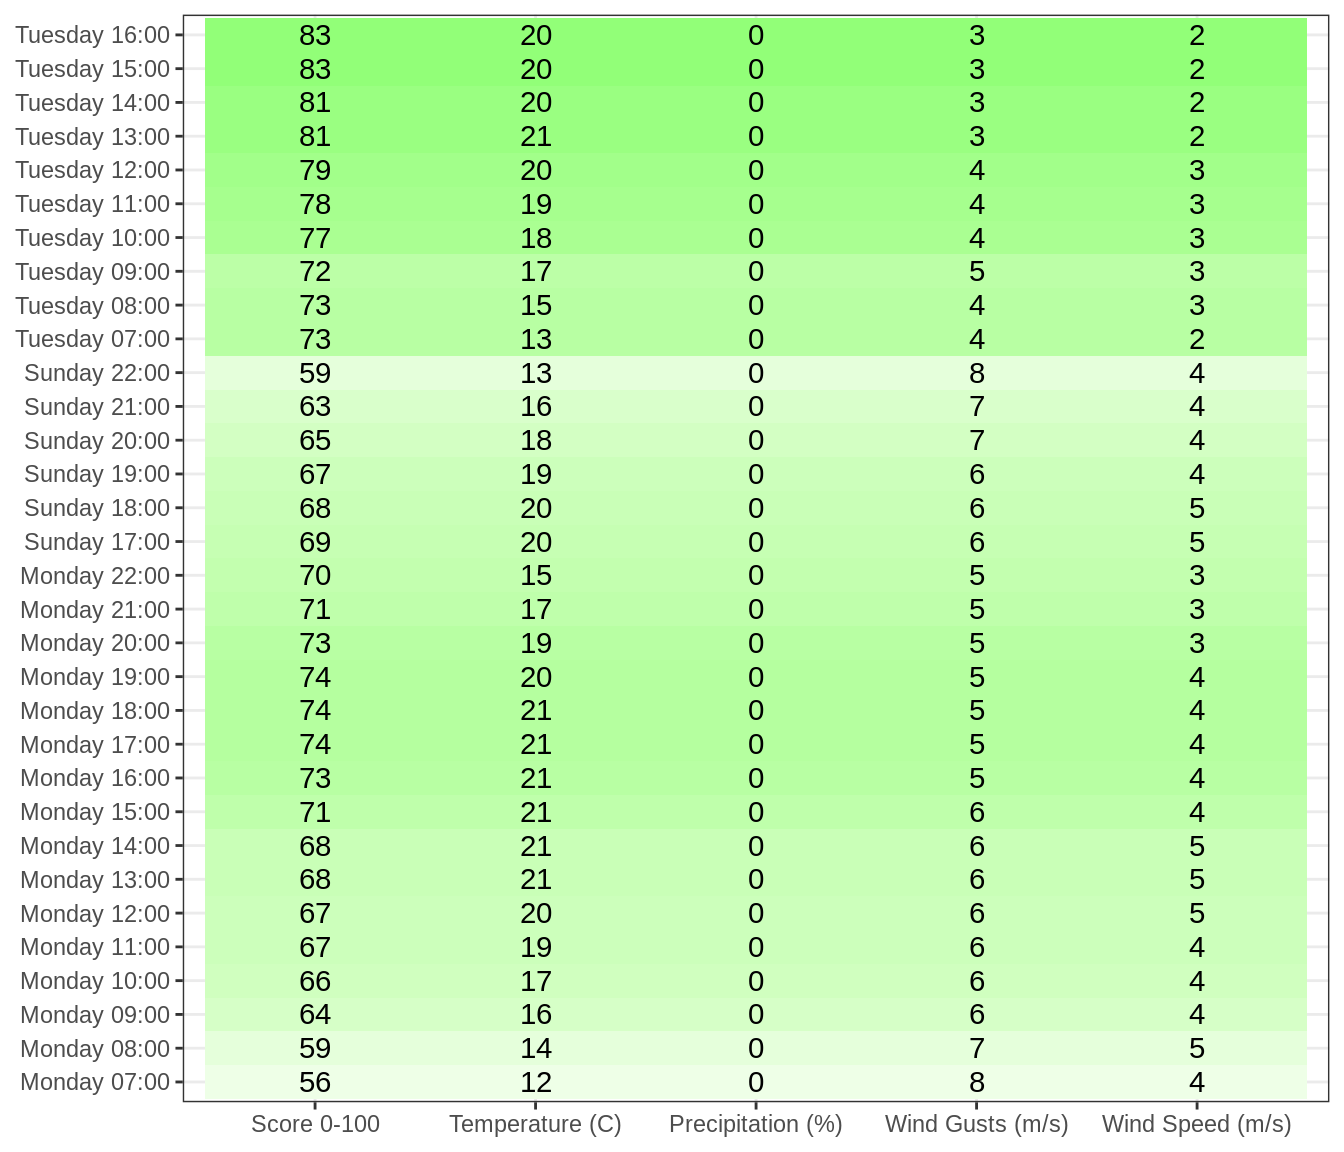 Tuesday 16:00 83 20 0 3 2
Tuesday 15:00 83 20 0 3 2
Tuesday 14:00 81 20 0 3 2
Tuesday 13:00 81 21 0 3 2
Tuesday 12:00 79 20 0 4 3
Tuesday 11:00 78 19 0 4 3
Tuesday 10:00 77 18 0 4 3
Tuesday 09:00 72 17 0 5 3
Tuesday 08:00 73 15 0 4 3
Tuesday 07:00 73 13 0 4 2
Sunday 22:00 59 13 0 8 4
Sunday 21:00 63 16 0 7 4
Sunday 20:00 65 18 0 7 4
Sunday 19:00 67 19 0 6 4
Sunday 18:00 68 20 0 6 5
Sunday 17:00 69 20 0 6 5
Monday 22:00 70 15 0 5 3
Monday 21:00 71 17 0 5 3
Monday 20:00 73 19 0 5 3
Monday 19:00 74 20 0 5 4
Monday 18:00 74 21 0 5 4
Monday 17:00 74 21 0 5 4
Monday 16:00 73 21 0 5 4
Monday 15:00 71 21 0 6 4
Monday 14:00 68 21 0 6 5
Monday 13:00 68 21 0 6 5
Monday 12:00 67 20 0 6 5
Monday 11:00 67 19 0 6 4
Monday 10:00 66 17 0 6 4
Monday 09:00 64 16 0 6 4
Monday 08:00 59 14 0 7 5
Monday 07:00 56 12 0 8 4
Score 0-100 Temperature (C) Precipitation (%) Wind Gusts (m/s) Wind Speed (m/s)